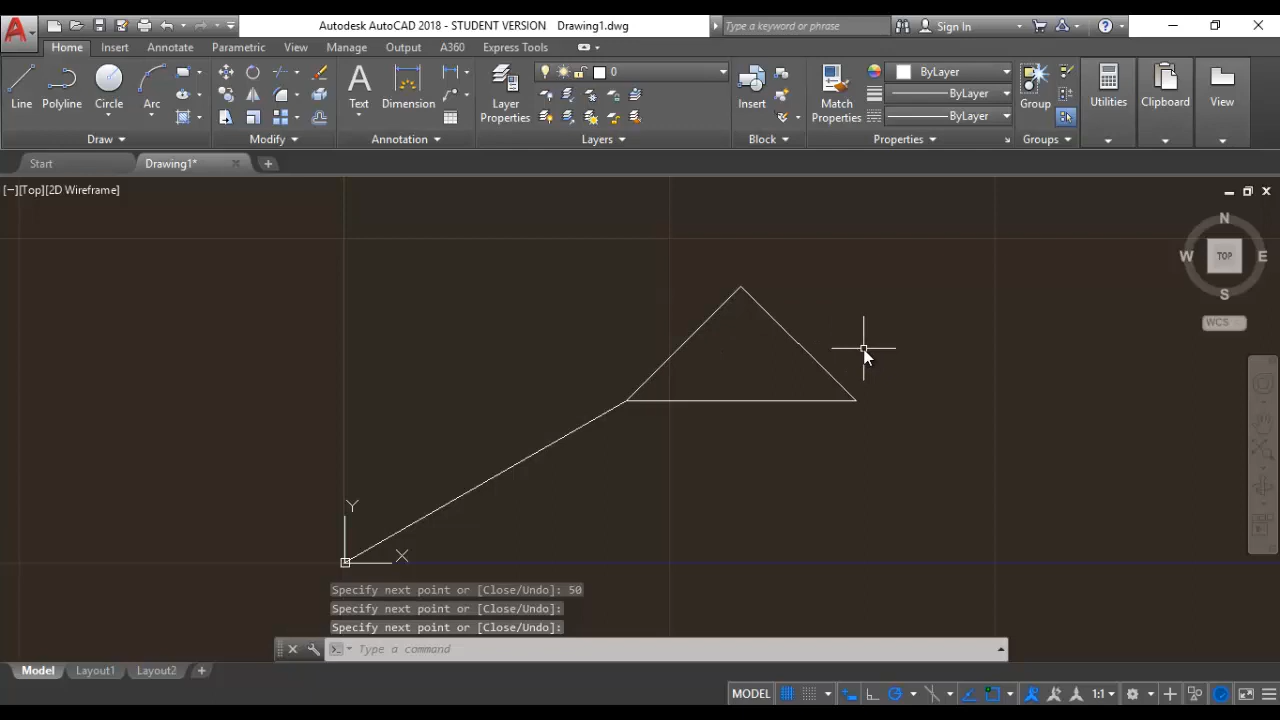 Autodesk AutoCAD 2018 - STUDENT VERSION Drawing1.dwg
Type a keyword or phrase
Sign In
Home Insert Annotate Parametric View Manage Output A360 Express Tools
Line Polyline Circle Arc
Text Dimension
Layer Properties
0
Insert
Match Properties
ByLayer
ByLayer
ByLayer
Group
Utilities
Clipboard
View
Draw Modify Annotation Layers Block Properties Groups
Start Drawing1*
[−][Top][2D Wireframe]
N
W TOP E
S
WCS
Y
X
Specify next point or [Close/Undo]: 50
Specify next point or [Close/Undo]:
Specify next point or [Close/Undo]:
Type a command
Model Layout1 Layout2 +
MODEL 1:1